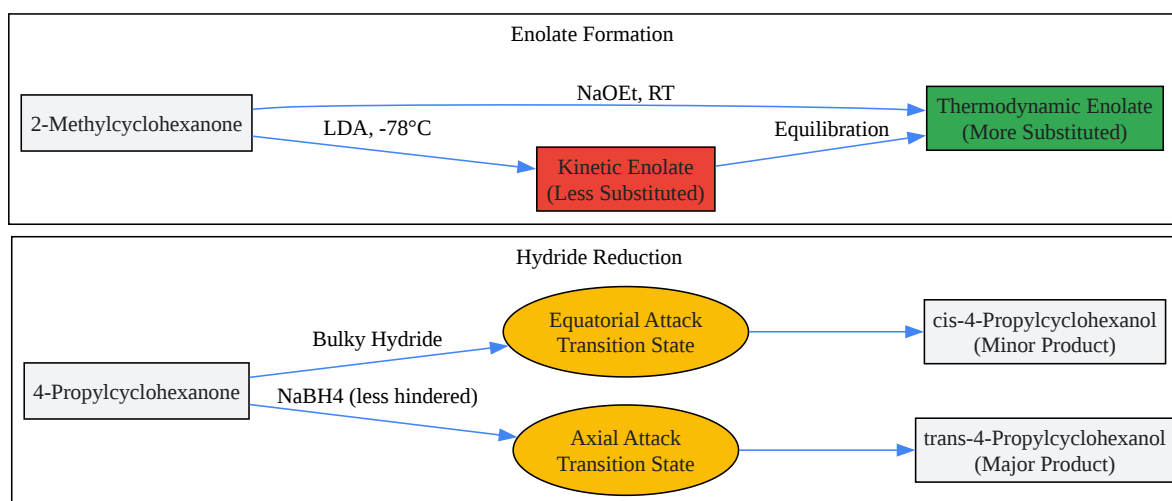 Enolate Formation
2-Methylcyclohexanone
NaOEt, RT
LDA, -78°C
Kinetic Enolate
(Less Substituted)
Equilibration
Thermodynamic Enolate
(More Substituted)
Hydride Reduction
4-Propylcyclohexanone
Bulky Hydride
NaBH4 (less hindered)
Equatorial Attack
Transition State
cis-4-Propylcyclohexanol
(Minor Product)
Axial Attack
Transition State
trans-4-Propylcyclohexanol
(Major Product)